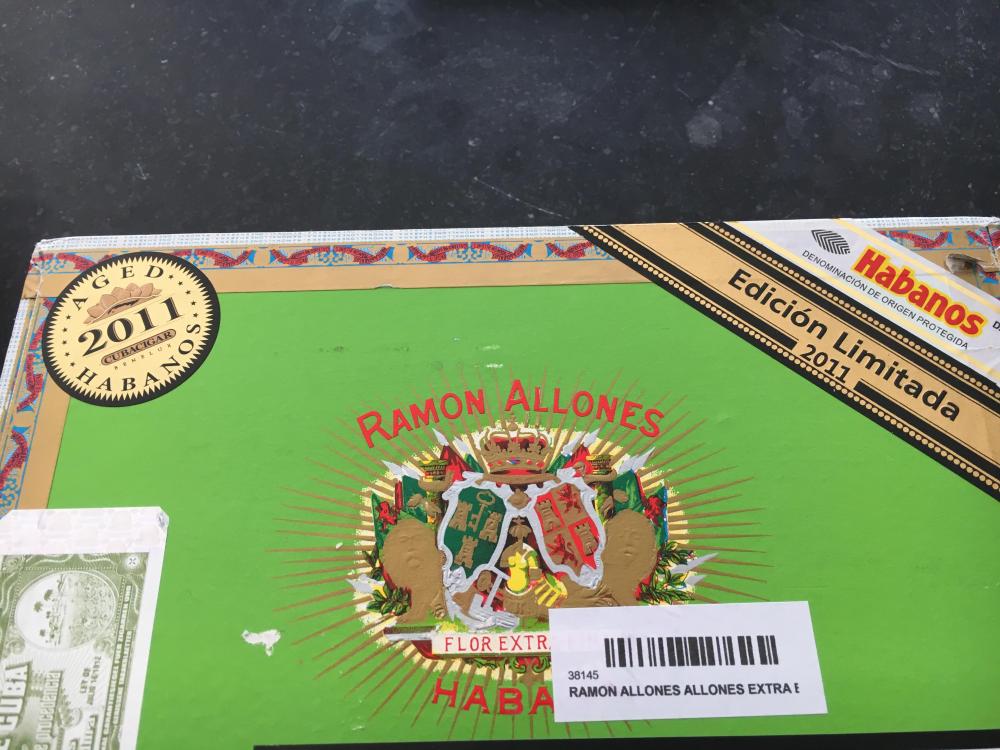 AGED
2011
CUBACIGAR
BENELUX
HABANOS
Habanos
DENOMINACIÓN DE ORIGEN PROTEGIDA
Edición Limitada
2011
RAMON ALLONES
FLOR EXTRA
HABA
38145
RAMON ALLONES ALLONES EXTRA E
CUBA